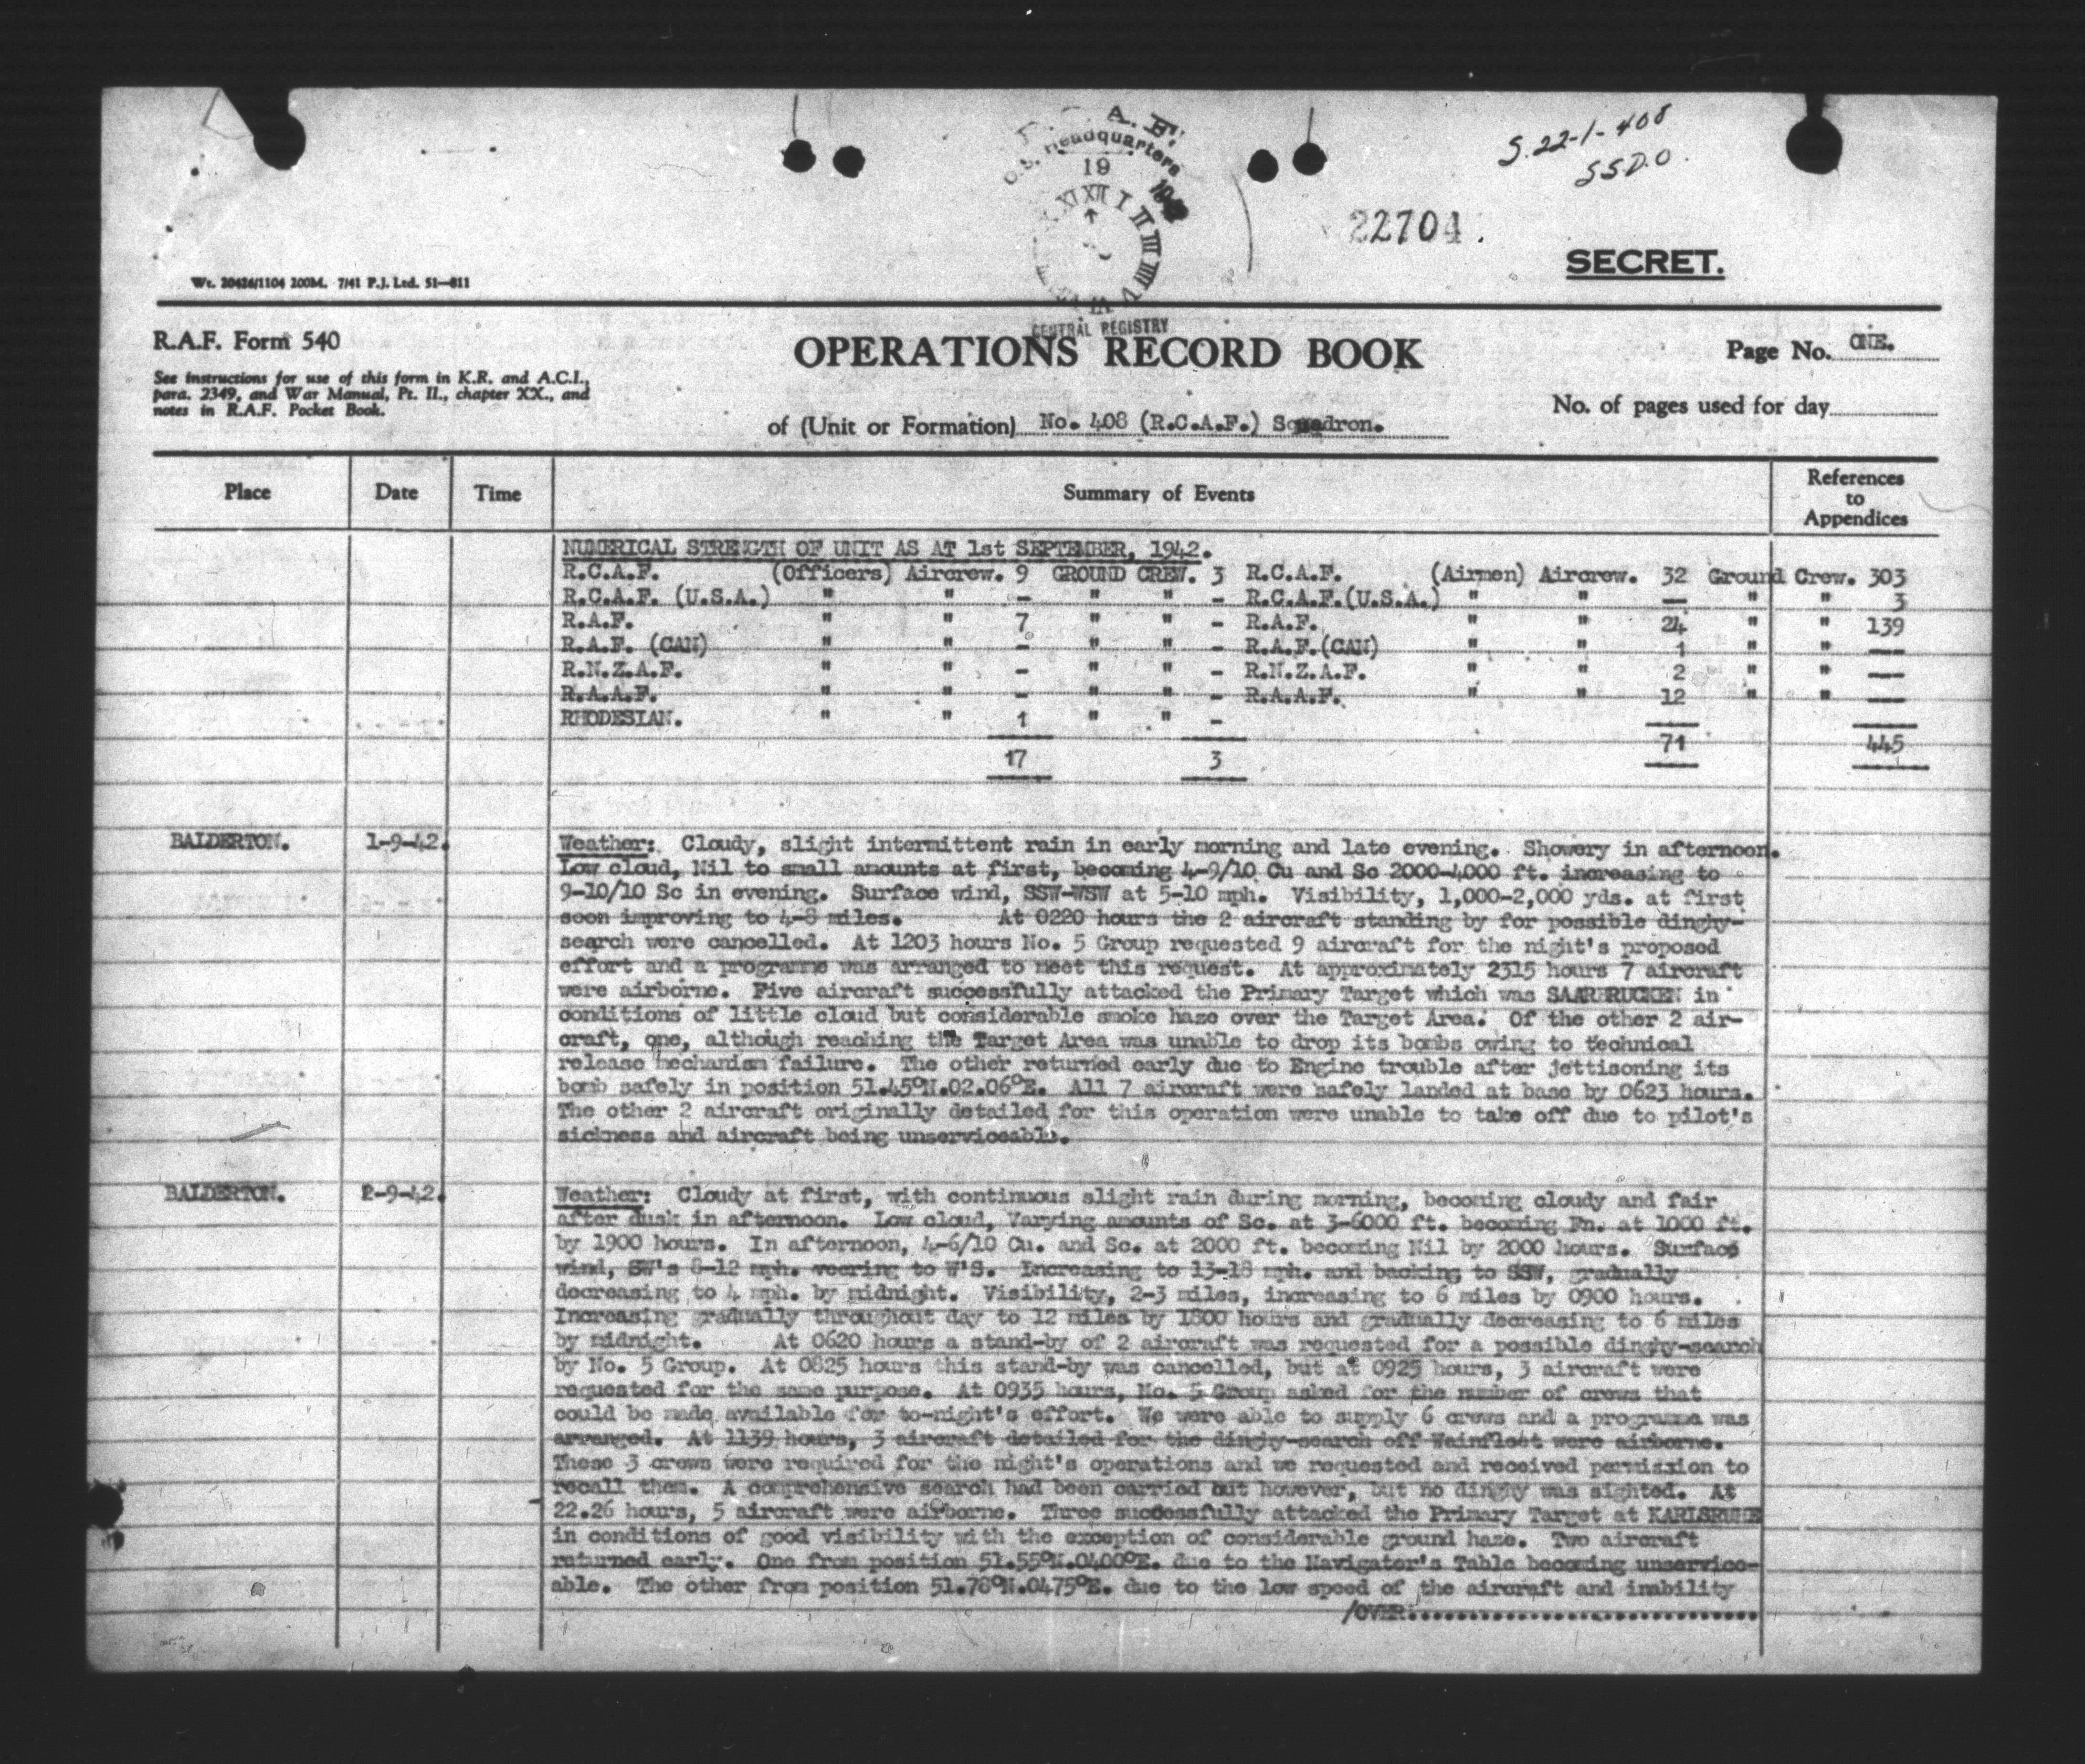 A. F.
Headquarters
19
XI XII I II III IIII V VI
CENTRAL REGISTRY
S.22-1-408
SSDO.
22704.
SECRET.
Wt. 20426/1104 200M. 7/41 P.J.Ltd. 51—811
R.A.F. Form 540
See instructions for use of this form in K.R. and A.C.I.,
para. 2349, and War Manual, Pt. II., chapter XX., and
notes in R.A.F. Pocket Book.
OPERATIONS RECORD BOOK
of (Unit or Formation) No. 408 (R.C.A.F.) Squadron.
Page No. ONE.
No. of pages used for day
Place Date Time Summary of Events References to Appendices
NUMERICAL STRENGTH OF UNIT AS AT 1st SEPTEMBER, 1942.
R.C.A.F. (Officers) Aircrew. 9 GROUND CREW. 3 R.C.A.F. (Airmen) Aircrew. 32 Ground Crew. 303
R.C.A.F. (U.S.A.) " " - " " - R.C.A.F.(U.S.A.) " " — " " 3
R.A.F. " " 7 " " - R.A.F. " " 24 " " 139
R.A.F. (CAN) " " - " " - R.A.F.(CAN) " " 1 " " —
R.N.Z.A.F. " " - " " - R.N.Z.A.F. " " 2 " " —
R.A.A.F. " " - " " - R.A.A.F. " " 12 " " —
RHODESIAN. " " 1 " " -
71 445
17 3
BALDERTON. 1-9-42. Weather: Cloudy, slight intermittent rain in early morning and late evening. Showery in afternoon.
Low cloud, Nil to small amounts at first, becoming 4-9/10 Cu and Sc 2000-4000 ft. increasing to
9-10/10 Sc in evening. Surface wind, SSW-WSW at 5-10 mph. Visibility, 1,000-2,000 yds. at first
soon improving to 4-8 miles. At 0220 hours the 2 aircraft standing by for possible dinghy-
search were cancelled. At 1203 hours No. 5 Group requested 9 aircraft for the night's proposed
effort and a programme was arranged to meet this request. At approximately 2315 hours 7 aircraft
were airborne. Five aircraft successfully attacked the Primary Target which was SAARBRUCKEN in
conditions of little cloud but considerable smoke haze over the Target Area. Of the other 2 air-
craft, one, although reaching the Target Area was unable to drop its bombs owing to technical
release mechanism failure. The other returned early due to Engine trouble after jettisoning its
bomb safely in position 51.45°N.02.06°E. All 7 aircraft were safely landed at base by 0623 hours.
The other 2 aircraft originally detailed for this operation were unable to take off due to pilot's
sickness and aircraft being unserviceable.
BALDERTON. 2-9-42. Weather: Cloudy at first, with continuous slight rain during morning, becoming cloudy and fair
after dusk in afternoon. Low cloud, Varying amounts of Sc. at 3-6000 ft. becoming Fn. at 1000 ft.
by 1900 hours. In afternoon, 4-6/10 Cu. and Sc. at 2000 ft. becoming Nil by 2000 hours. Surface
wind, SW's 8-12 mph. veering to W'S. Increasing to 13-18 mph. and backing to SSW, gradually
decreasing to 4 mph. by midnight. Visibility, 2-3 miles, increasing to 6 miles by 0900 hours.
Increasing gradually throughout day to 12 miles by 1800 hours and gradually decreasing to 6 miles
by midnight. At 0620 hours a stand-by of 2 aircraft was requested for a possible dinghy-search
by No. 5 Group. At 0825 hours this stand-by was cancelled, but at 0925 hours, 3 aircraft were
requested for the same purpose. At 0935 hours, No. 5 Group asked for the number of crews that
could be made available for to-night's effort. We were able to supply 6 crews and a programme was
arranged. At 1139 hours, 3 aircraft detailed for the dinghy-search off Wainfleet were airborne.
These 3 crews were required for the night's operations and we requested and received permission to
recall them. A comprehensive search had been carried out however, but no dinghy was sighted. At
22.26 hours, 5 aircraft were airborne. Three successfully attacked the Primary Target at KARLSRUHE
in conditions of good visibility with the exception of considerable ground haze. Two aircraft
returned early. One from position 51.55°N.0400°E. due to the Navigator's Table becoming unservice-
able. The other from position 51.78°N.0475°E. due to the low speed of the aircraft and inability
/OVER..............................